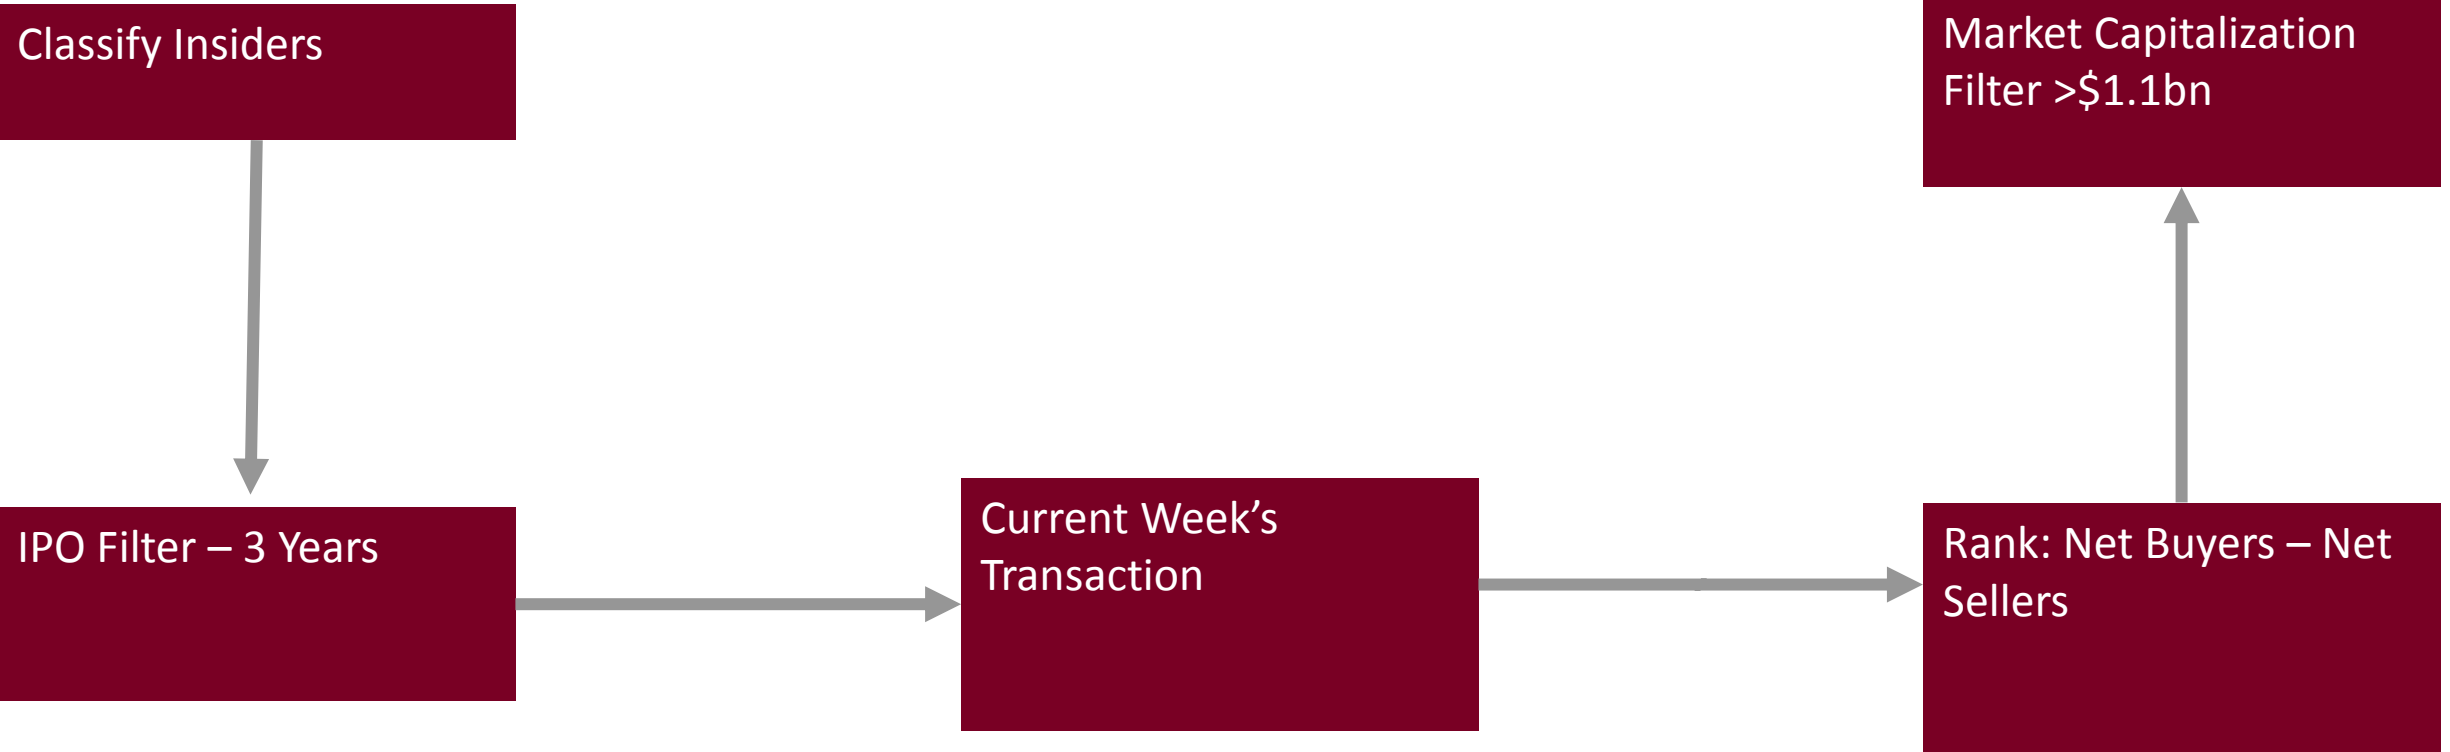 Classify Insiders
IPO Filter – 3 Years
Current Week’s
Transaction
Rank: Net Buyers – Net
Sellers
Market Capitalization
Filter >$1.1bn